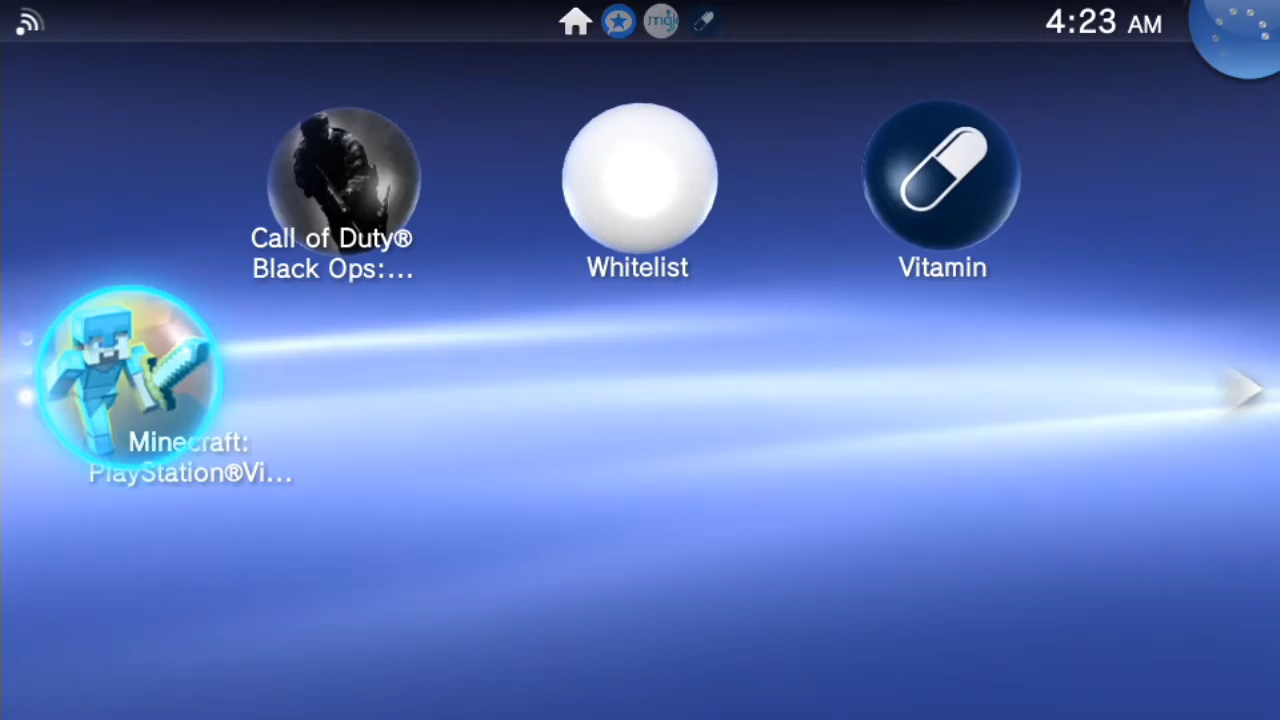 4:23 AM
Call of Duty®
Black Ops:...
Whitelist
Vitamin
Minecraft:
PlayStation®Vi...